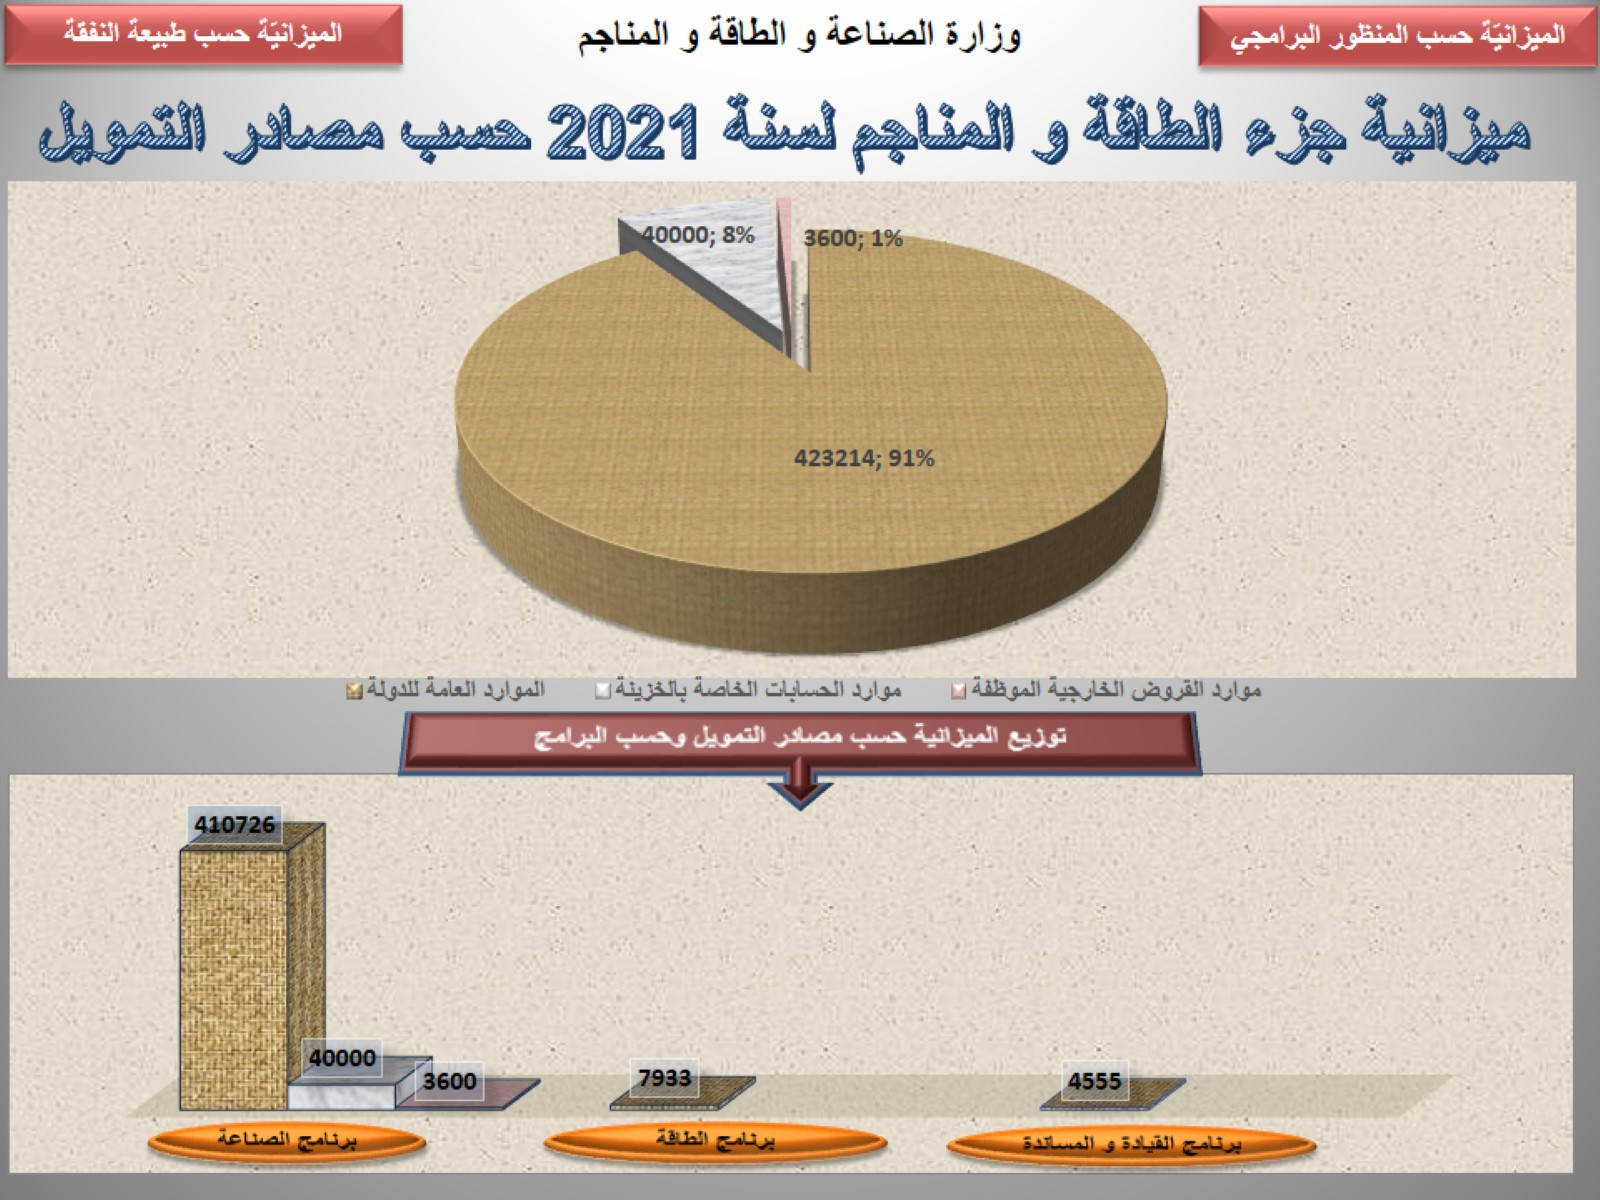 الميزانيّة حسب المنظور البرامجي
وزارة الصناعة و الطاقة و المناجم
الميزانيّة حسب طبيعة النفقة
ميزانية جزء الطاقة و المناجم لسنة 2021 حسب مصادر التمويل
40000; 8%
3600; 1%
423214; 91%
موارد القروض الخارجية الموظفة
موارد الحسابات الخاصة بالخزينة
الموارد العامة للدولة
توزيع الميزانية حسب مصادر التمويل وحسب البرامج
410726
40000
3600
7933
4555
برنامج الصناعة
برنامج الطاقة
برنامج القيادة و المساندة